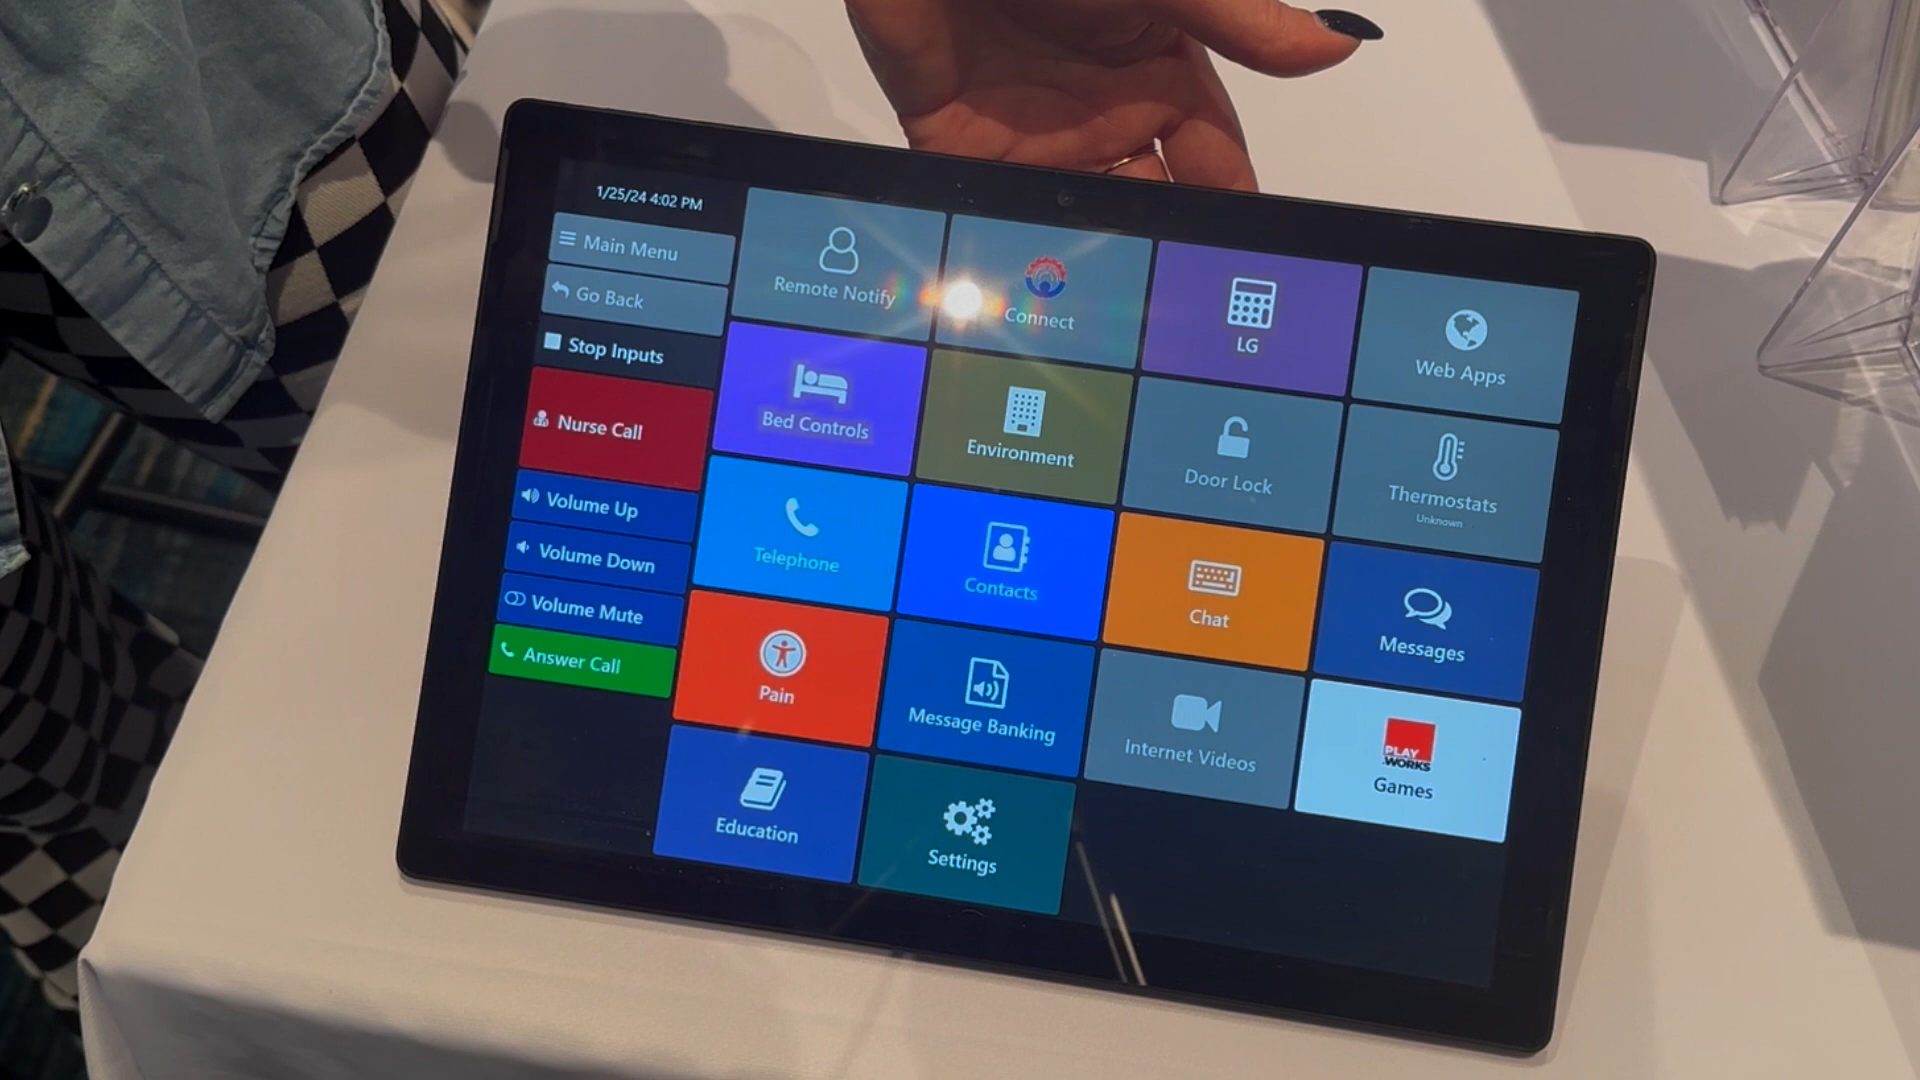 1/25/24 4:02 PM
Main Menu
Go Back
Stop Inputs
Nurse Call
Volume Up
Volume Down
Volume Mute
Answer Call
Remote Notify
Connect
LG
Web Apps
Bed Controls
Environment
Door Lock
Thermostats
Unknown
Telephone
Contacts
Chat
Messages
Pain
Message Banking
Internet Videos
PLAY
.WORKS
Games
Education
Settings